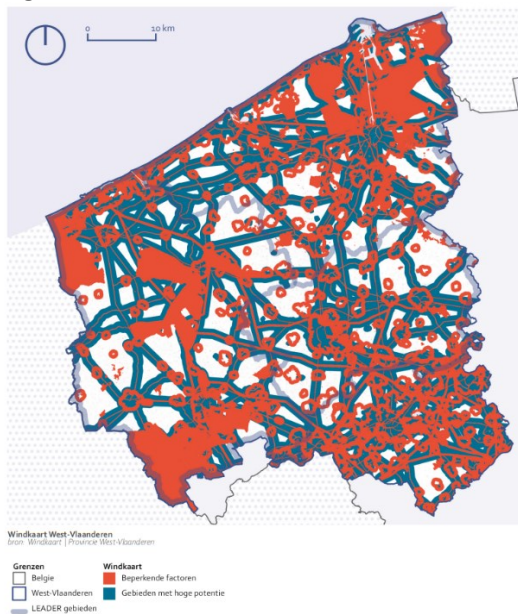 0
10 km
Windkaart West-Vlaanderen
bron: Windkaart | Provincie West-Vlaanderen
Grenzen
Windkaart
Belgie
Beperkende factoren
West-Vlaanderen
Gebieden met hoge potentie
LEADER gebieden